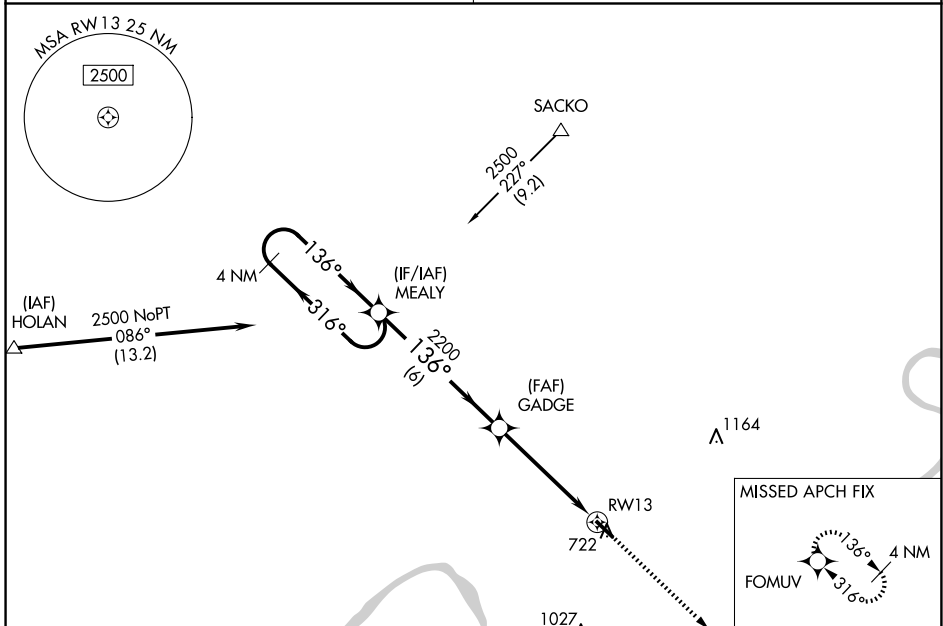 MSA RW13 25 NM
2500
SACKO
2500
227°
(9.2)
136°
4 NM
(IF/IAF)
MEALY
316°
(IAF)
HOLAN
2500 NoPT
086°
(13.2)
2200
136°
(6)
(FAF)
GADGE
1164
RW13
722
MISSED APCH FIX
136°
4 NM
FOMUV
316°
1027